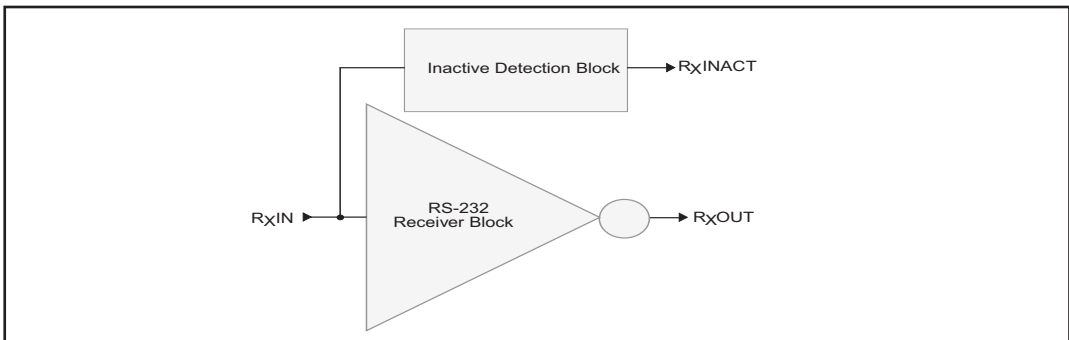 Inactive Detection Block
RXINACT
RS-232
Receiver Block
RXIN
RXOUT